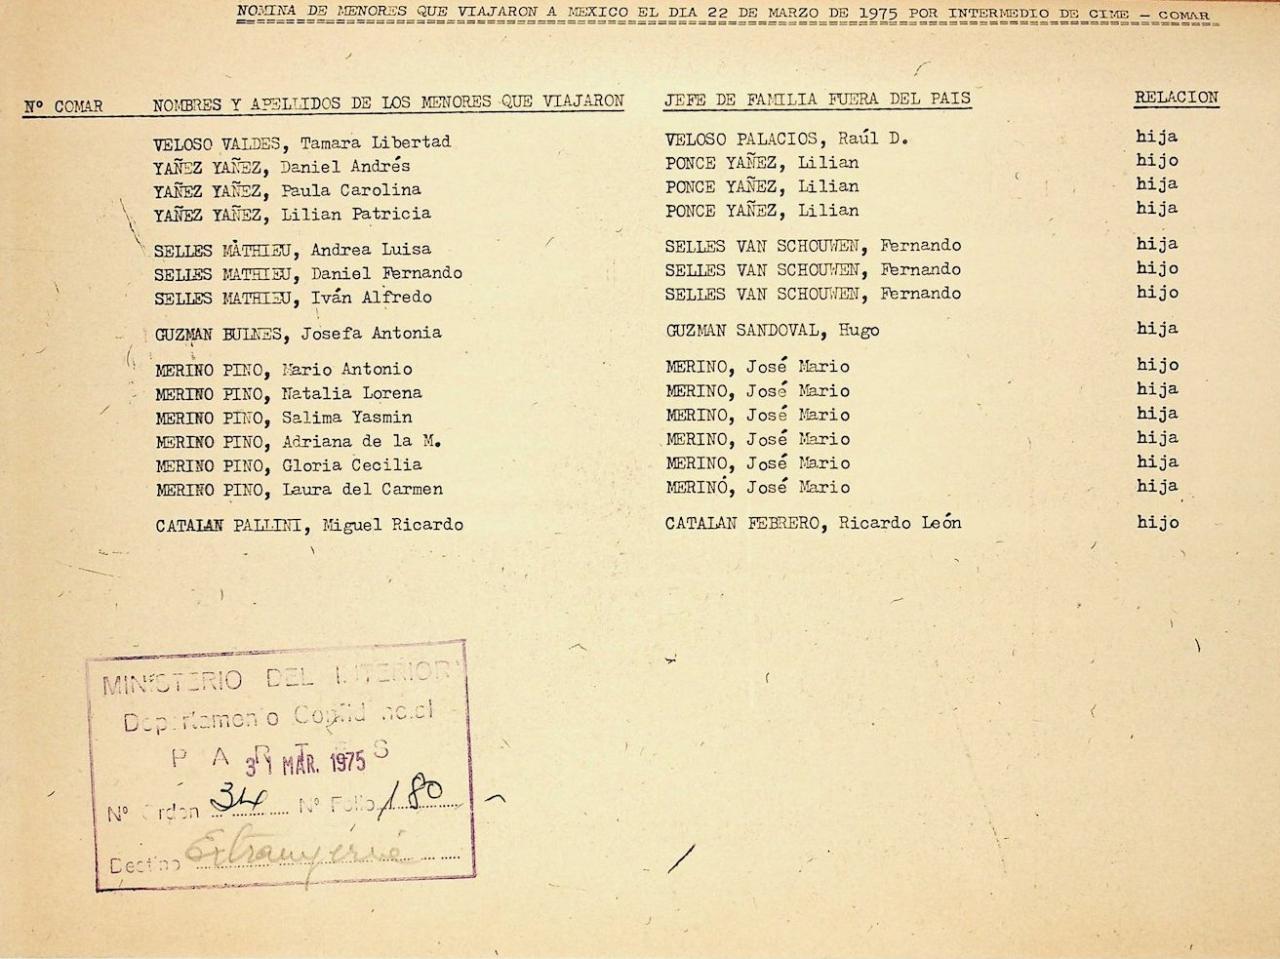 NOMINA DE MENORES QUE VIAJARON A MEXICO EL DIA 22 DE MARZO DE 1975 POR INTERMEDIO DE CIME - COMAR
Nº COMAR NOMBRES Y APELLIDOS DE LOS MENORES QUE VIAJARON JEFE DE FAMILIA FUERA DEL PAIS RELACION
VELOSO VALDES, Tamara Libertad VELOSO PALACIOS, Raúl D. hija
YAÑEZ YAÑEZ, Daniel Andrés PONCE YAÑEZ, Lilian hijo
YAÑEZ YAÑEZ, Paula Carolina PONCE YAÑEZ, Lilian hija
YAÑEZ YAÑEZ, Lilian Patricia PONCE YAÑEZ, Lilian hija
SELLES MATHIEU, Andrea Luisa SELLES VAN SCHOUWEN, Fernando hija
SELLES MATHIEU, Daniel Fernando SELLES VAN SCHOUWEN, Fernando hijo
SELLES MATHIEU, Iván Alfredo SELLES VAN SCHOUWEN, Fernando hijo
GUZMAN BULNES, Josefa Antonia GUZMAN SANDOVAL, Hugo hija
MERINO PINO, Mario Antonio MERINO, José Mario hijo
MERINO PINO, Natalia Lorena MERINO, José Mario hija
MERINO PINO, Salima Yasmin MERINO, José Mario hija
MERINO PINO, Adriana de la M. MERINO, José Mario hija
MERINO PINO, Gloria Cecilia MERINO, José Mario hija
MERINO PINO, Laura del Carmen MERINO, José Mario hija
CATALAN PALLINI, Miguel Ricardo CATALAN FEBRERO, Ricardo León hijo
MINISTERIO DEL INTERIOR
Departamento Confidencial
PARTES
31 MAR. 1975
Nº Orden 34 Nº Folio 180
Destino